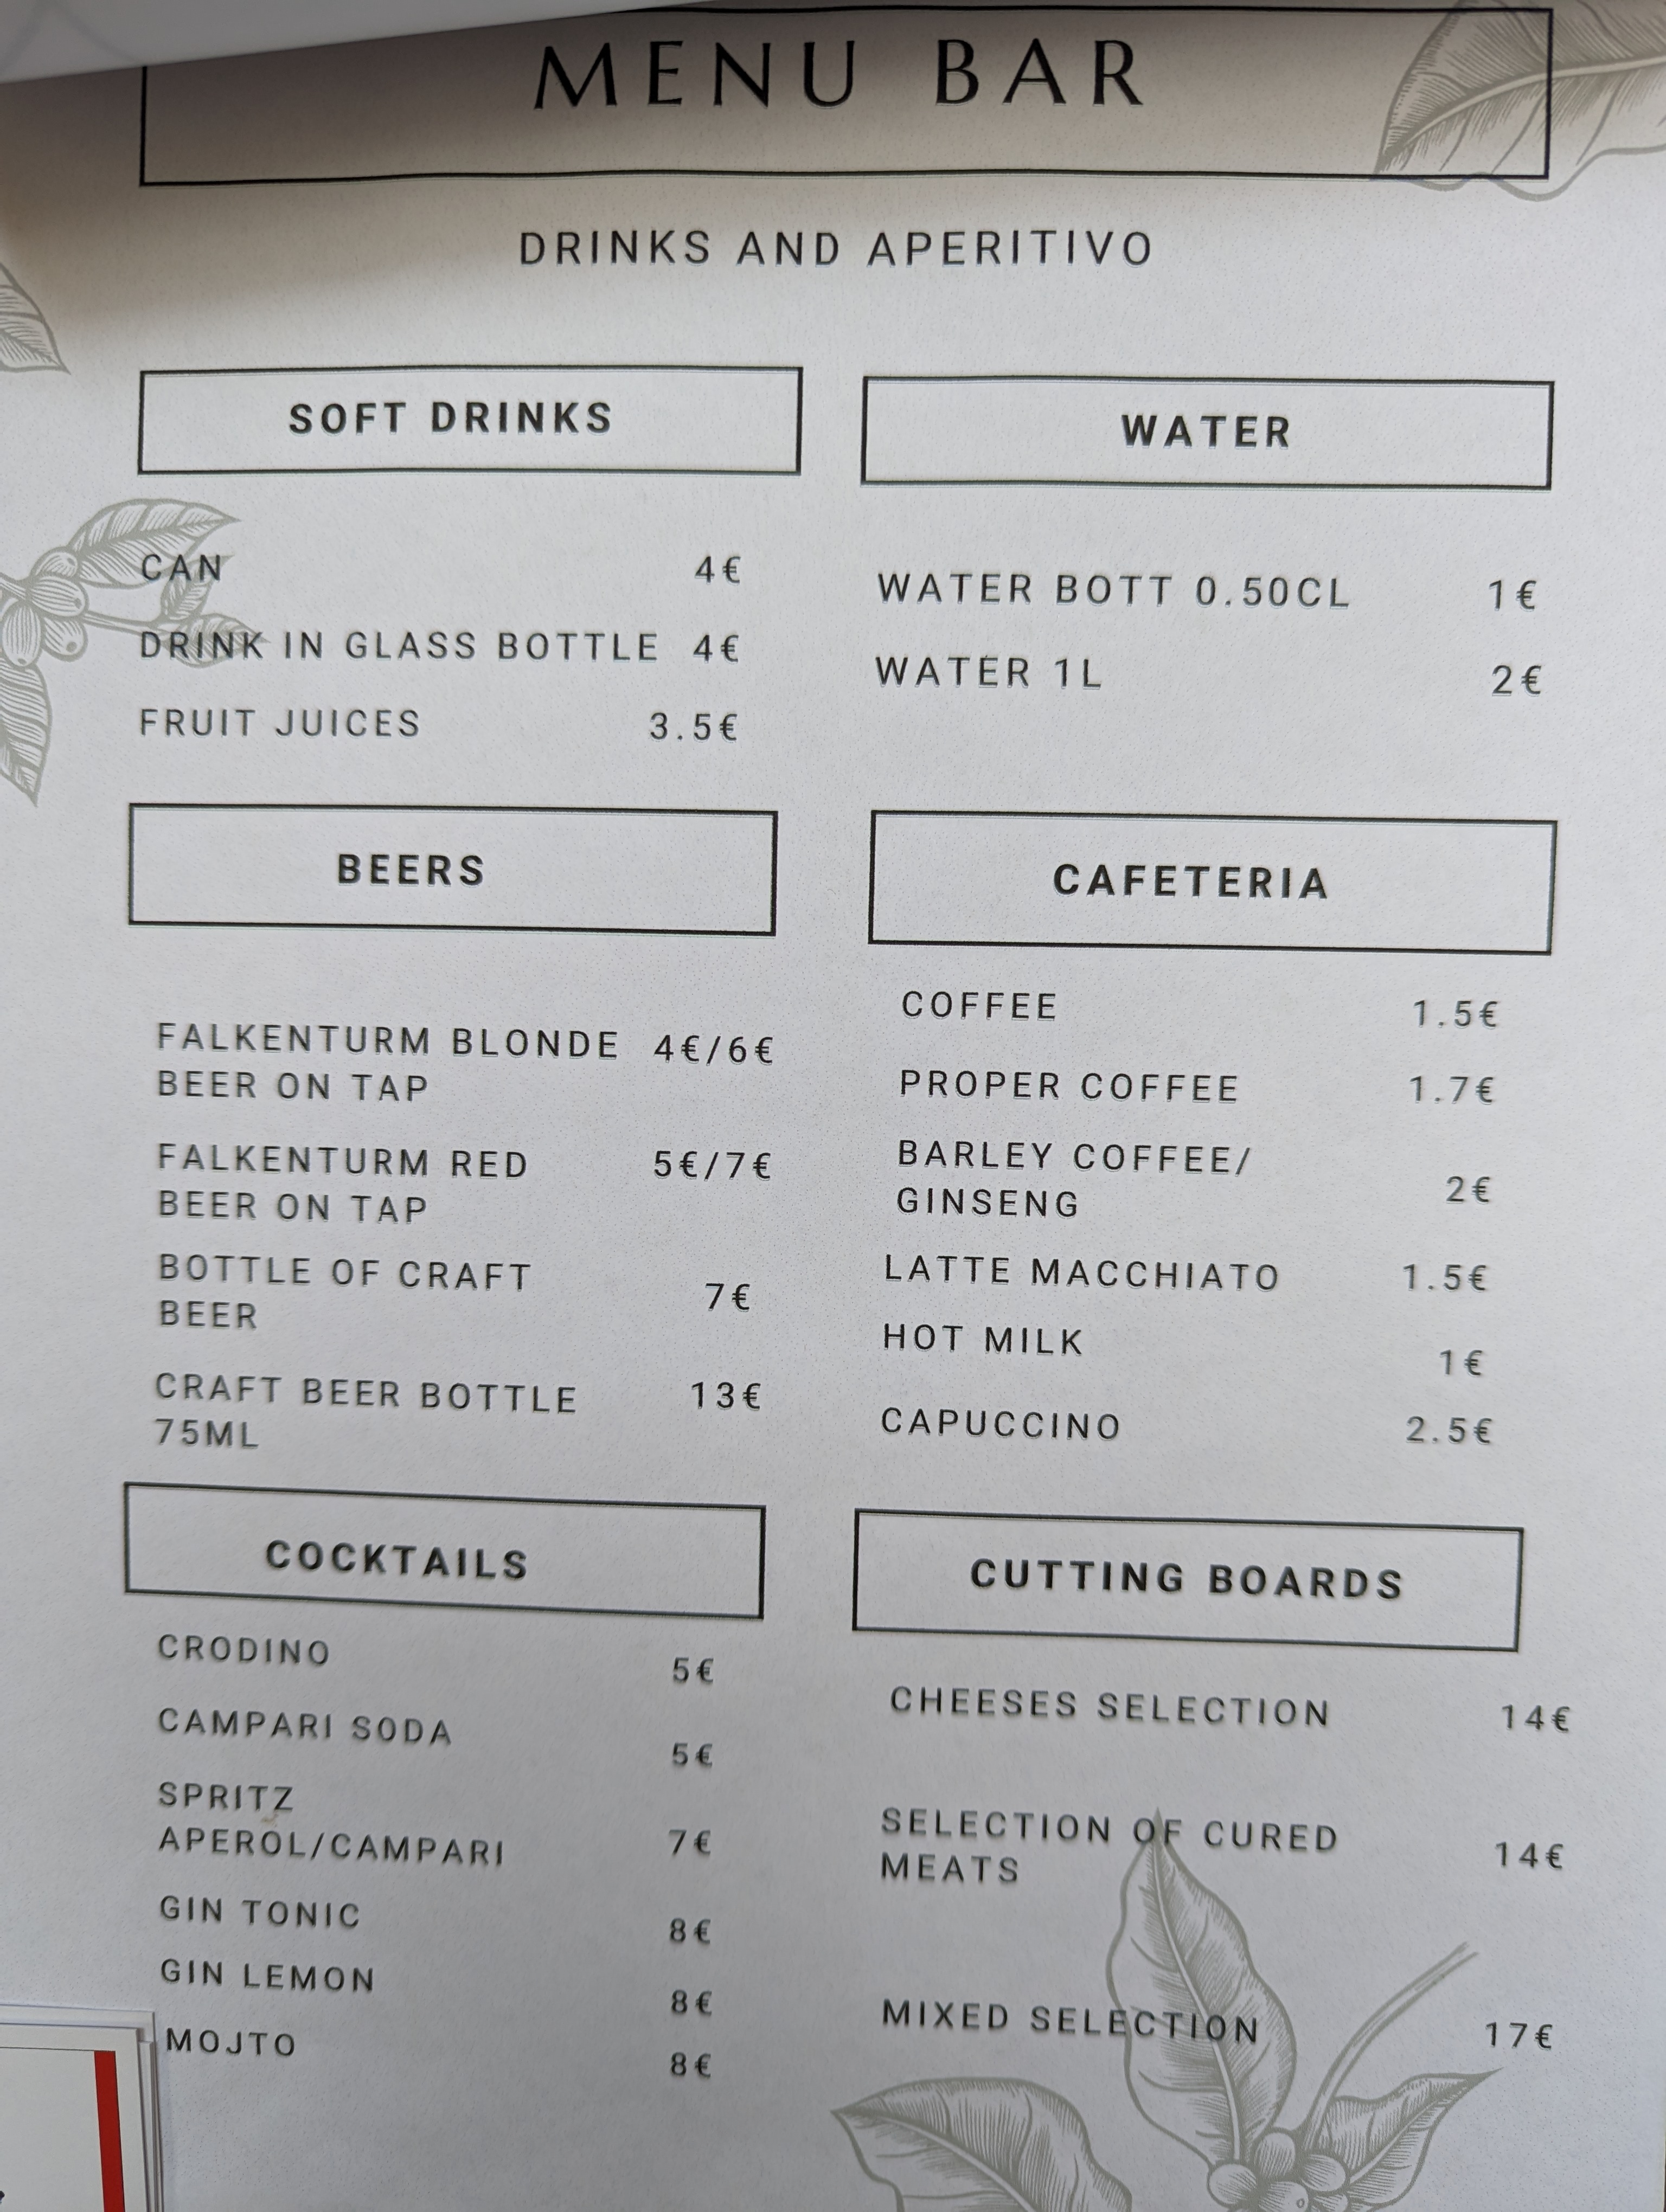 MENU BAR
DRINKS AND APERITIVO
SOFT DRINKS
CAN 4€
DRINK IN GLASS BOTTLE 4€
FRUIT JUICES 3.5€
WATER
WATER BOTT 0.50CL 1€
WATER 1L 2€
BEERS
FALKENTURM BLONDE 4€/6€
BEER ON TAP
FALKENTURM RED 5€/7€
BEER ON TAP
BOTTLE OF CRAFT
BEER 7€
CRAFT BEER BOTTLE 13€
75ML
CAFETERIA
COFFEE 1.5€
PROPER COFFEE 1.7€
BARLEY COFFEE/
GINSENG 2€
LATTE MACCHIATO 1.5€
HOT MILK 1€
CAPUCCINO 2.5€
COCKTAILS
CRODINO 5€
CAMPARI SODA 5€
SPRITZ
APEROL/CAMPARI 7€
GIN TONIC 8€
GIN LEMON 8€
MOJTO 8€
CUTTING BOARDS
CHEESES SELECTION 14€
SELECTION OF CURED
MEATS 14€
MIXED SELECTION 17€